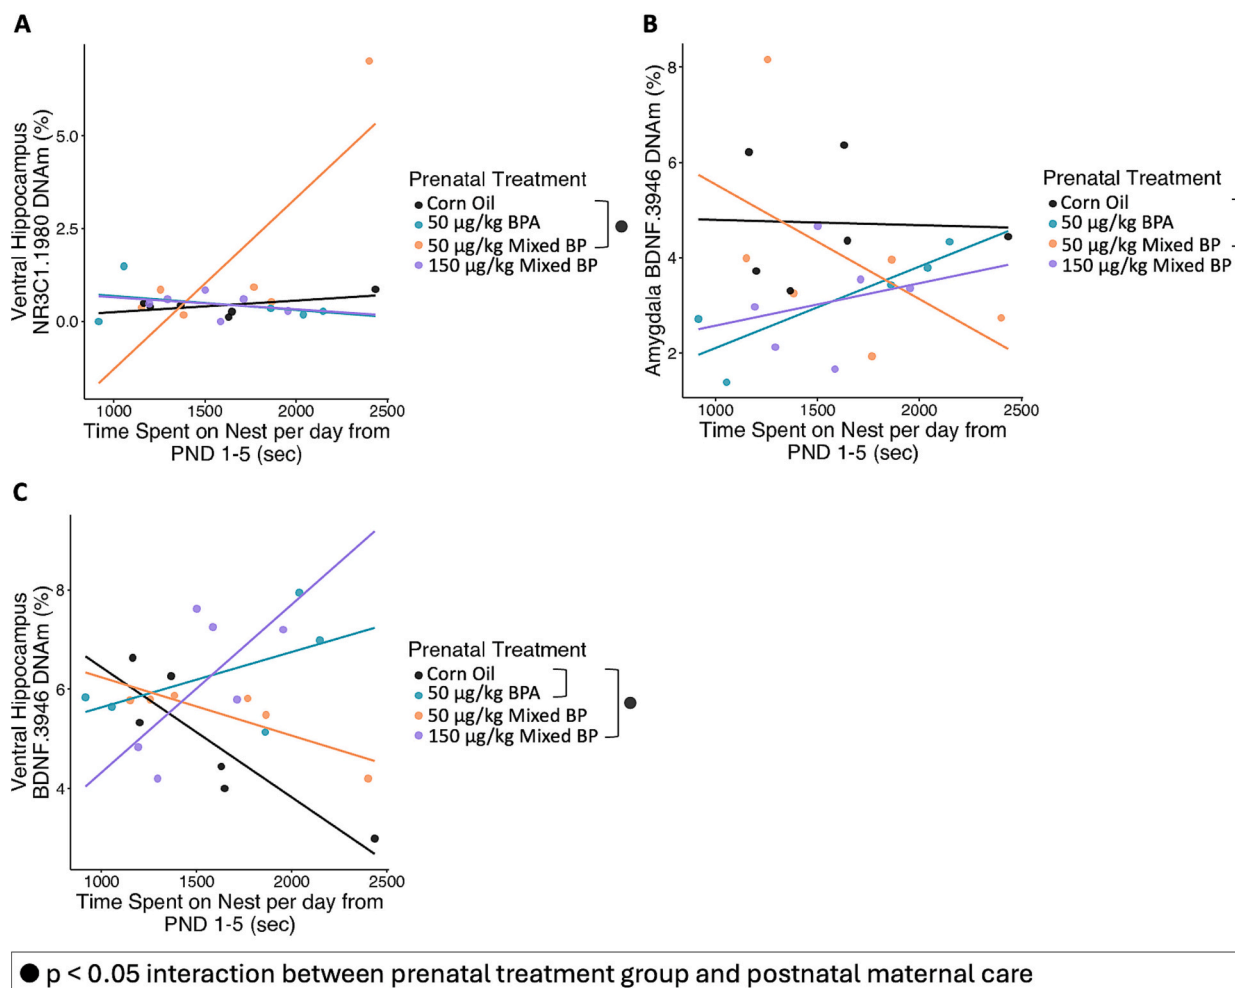 A
Ventral Hippocampus
NR3C1.1980 DNAm (%)
5.0
2.5
0.0
1000 1500 2000 2500
Time Spent on Nest per day from
PND 1-5 (sec)
Prenatal Treatment
Corn Oil
50 µg/kg BPA
50 µg/kg Mixed BP
150 µg/kg Mixed BP
B
Amygdala BDNF.3946 DNAm (%)
8
6
4
2
1000 1500 2000 2500
Time Spent on Nest per day from
PND 1-5 (sec)
Prenatal Treatment
Corn Oil
50 µg/kg BPA
50 µg/kg Mixed BP
150 µg/kg Mixed BP
C
Ventral Hippocampus
BDNF.3946 DNAm (%)
8
6
4
1000 1500 2000 2500
Time Spent on Nest per day from
PND 1-5 (sec)
Prenatal Treatment
Corn Oil
50 µg/kg BPA
50 µg/kg Mixed BP
150 µg/kg Mixed BP
p < 0.05 interaction between prenatal treatment group and postnatal maternal care